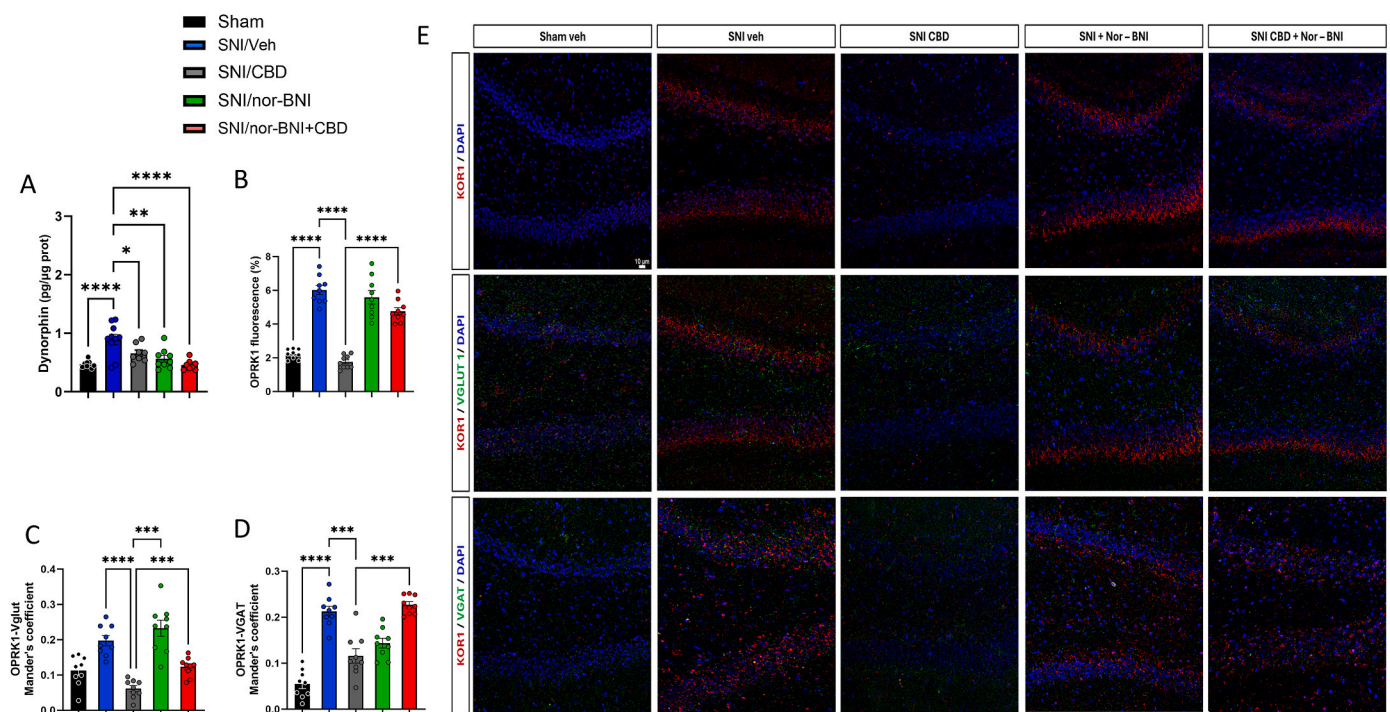 Sham
SNI/Veh
SNI/CBD
SNI/nor-BNI
SNI/nor-BNI+CBD
A
****
**
*
****
Dynorphin (pg/µg prot)
3
2
1
0
B
****
****
****
OPRK1 fluorescence (%)
8
6
4
2
0
C
***
****
***
OPRK1-Vglut
Mander's coefficient
0.4
0.3
0.2
0.1
0.0
D
***
****
***
OPRK1-VGAT
Mander's coefficient
0.3
0.2
0.1
0.0
E
Sham veh
SNI veh
SNI CBD
SNI + Nor – BNI
SNI CBD + Nor – BNI
KOR1 / DAPI
10 µm
KOR1 / VGLUT 1/ DAPI
KOR1 / VGAT / DAPI